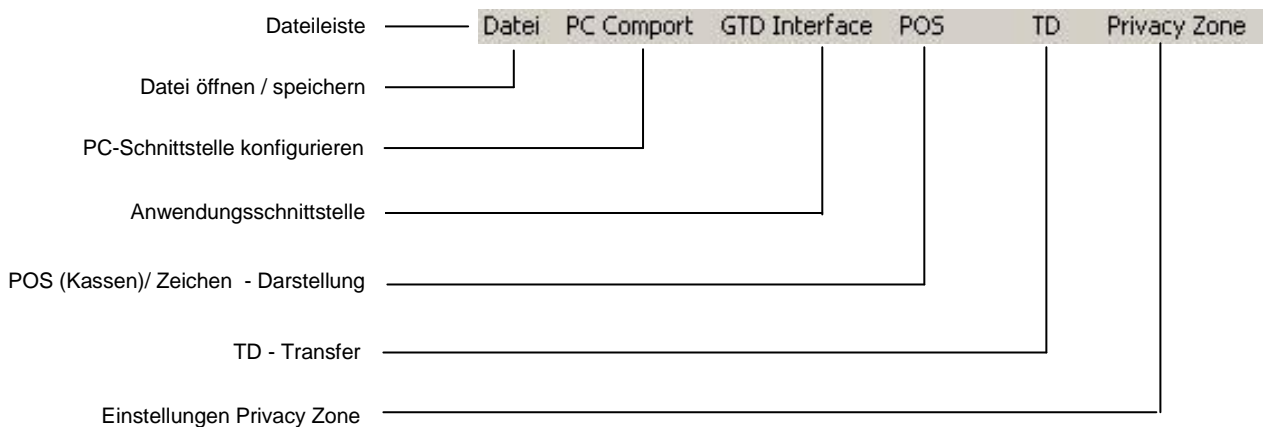 Dateileiste Datei PC Comport GTD Interface POS TD Privacy Zone
Datei öffnen / speichern
PC-Schnittstelle konfigurieren
Anwendungsschnittstelle
POS (Kassen)/ Zeichen - Darstellung
TD - Transfer
Einstellungen Privacy Zone